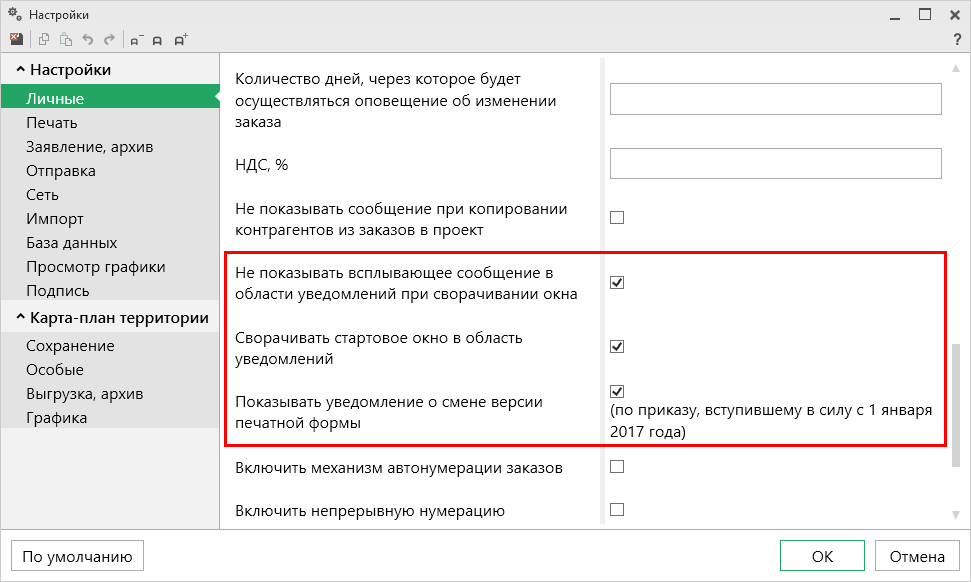 Настройки
А⁻ А А⁺ ?
Настройки
Личные
Печать
Заявление, архив
Отправка
Сеть
Импорт
База данных
Просмотр графики
Подпись
Карта-план территории
Сохранение
Особые
Выгрузка, архив
Графика
Количество дней, через которое будет
осуществляться оповещение об изменении
заказа
НДС, %
Не показывать сообщение при копировании
контрагентов из заказов в проект
Не показывать всплывающее сообщение в
области уведомлений при сворачивании окна
Сворачивать стартовое окно в область
уведомлений
Показывать уведомление о смене версии
печатной формы
(по приказу, вступившему в силу с 1 января
2017 года)
Включить механизм автонумерации заказов
Включить непрерывную нумерацию
По умолчанию
ОК
Отмена